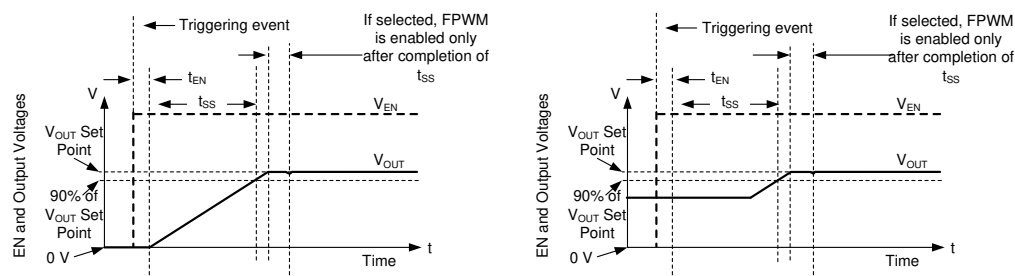 Triggering event
If selected, FPWM
is enabled only
after completion of
tSS
tEN
tSS
V
VEN
VOUT
EN and Output Voltages
VOUT Set
Point
90% of
VOUT Set
Point
0 V
t
Time
Triggering event
If selected, FPWM
is enabled only
after completion of
tSS
tEN
tSS
V
VEN
VOUT
EN and Output Voltages
VOUT Set
Point
90% of
VOUT Set
Point
0 V
t
Time